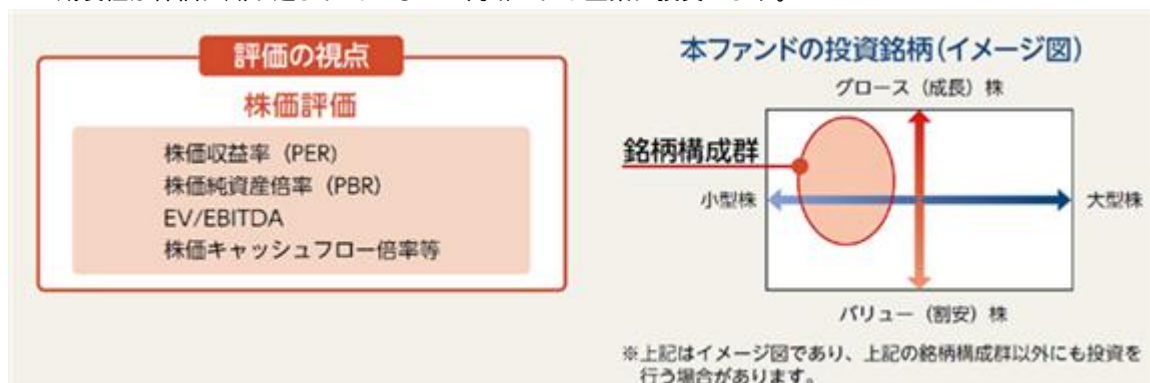 評価の視点
株価評価
株価収益率（PER）
株価純資産倍率（PBR）
EV/EBITDA
株価キャッシュフロー倍率等
本ファンドの投資銘柄（イメージ図）
グロース（成長）株
銘柄構成群
小型株
大型株
バリュー（割安）株
※上記はイメージ図であり、上記の銘柄構成群以外にも投資を
行う場合があります。